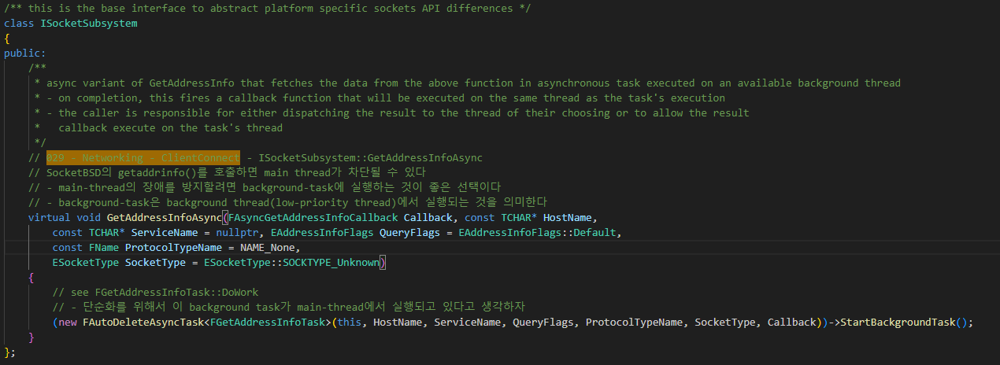 /** this is the base interface to abstract platform specific sockets API differences */
class ISocketSubsystem
{
public:
    /**
     * async variant of GetAddressInfo that fetches the data from the above function in asynchronous task executed on an available background thread
     * - on completion, this fires a callback function that will be executed on the same thread as the task's execution
     * - the caller is responsible for either dispatching the result to the thread of their choosing or to allow the result
     *   callback execute on the task's thread
     */
    // 029 - Networking - ClientConnect - ISocketSubsystem::GetAddressInfoAsync
    // SocketBSD의 getaddrinfo()를 호출하면 main thread가 차단될 수 있다
    // - main-thread의 장애를 방지할려면 background-task에 실행하는 것이 좋은 선택이다
    // - background-task은 background thread(low-priority thread)에서 실행되는 것을 의미한다
    virtual void GetAddressInfoAsync(FAsyncGetAddressInfoCallback Callback, const TCHAR* HostName,
        const TCHAR* ServiceName = nullptr, EAddressInfoFlags QueryFlags = EAddressInfoFlags::Default,
        const FName ProtocolTypeName = NAME_None,
        ESocketType SocketType = ESocketType::SOCKTYPE_Unknown)
    {
        // see FGetAddressInfoTask::DoWork
        // - 단순화를 위해서 이 background task가 main-thread에서 실행되고 있다고 생각하자
        (new FAutoDeleteAsyncTask<FGetAddressInfoTask>(this, HostName, ServiceName, QueryFlags, ProtocolTypeName, SocketType, Callback))->StartBackgroundTask();
    }
};